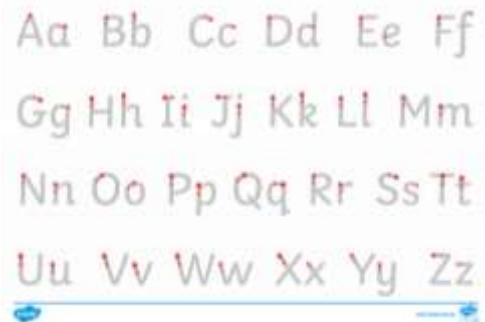 Aa Bb Cc Dd Ee Ff
Gg Hh Ii Jj Kk Ll Mm
Nn Oo Pp Qq Rr Ss Tt
Uu Vv Ww Xx Yy Zz